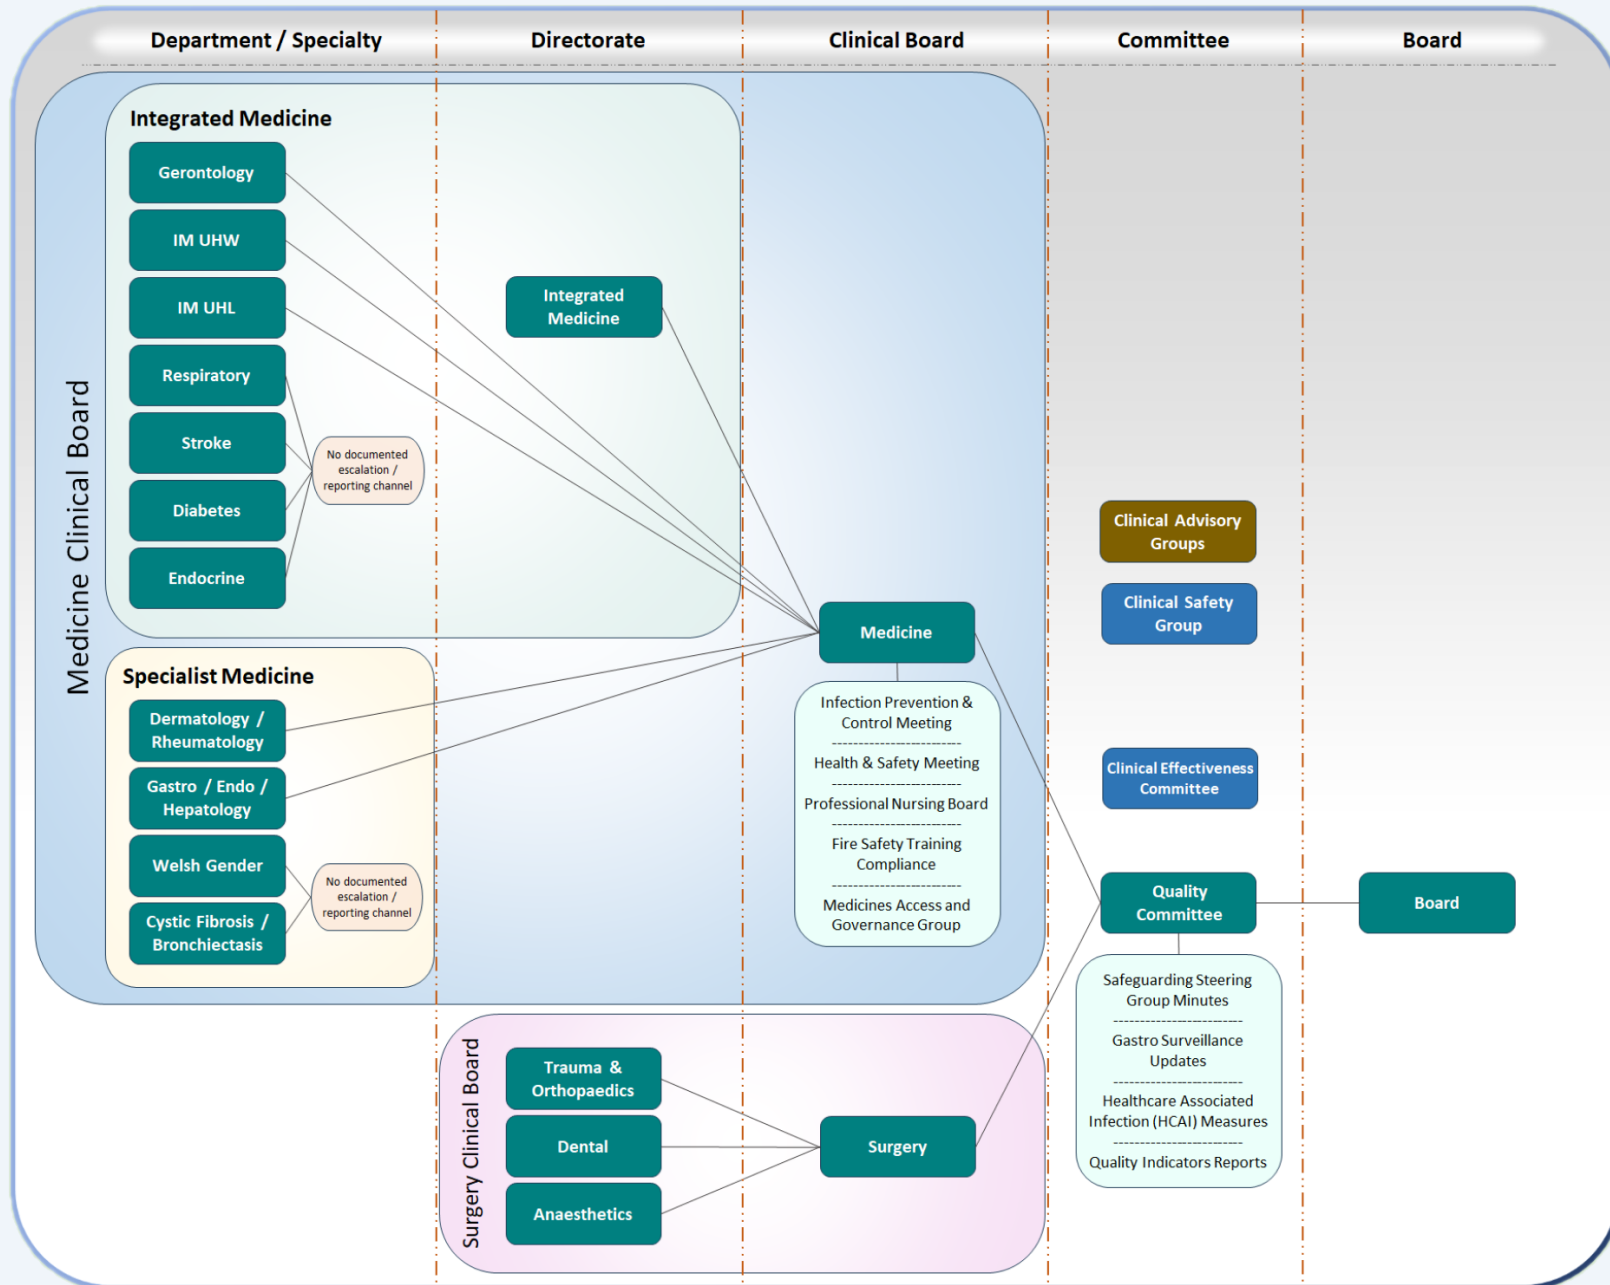 Department / Specialty
Directorate
Clinical Board
Committee
Board
Medicine Clinical Board
Integrated Medicine
Gerontology
IM UHW
IM UHL
Respiratory
Stroke
Diabetes
Endocrine
No documented
escalation /
reporting channel
Integrated
Medicine
Specialist Medicine
Dermatology /
Rheumatology
Gastro / Endo /
Hepatology
Welsh Gender
Cystic Fibrosis /
Bronchiectasis
No documented
escalation /
reporting channel
Medicine
Infection Prevention &
Control Meeting
-------------------------
Health & Safety Meeting
-------------------------
Professional Nursing Board
-------------------------
Fire Safety Training
Compliance
-------------------------
Medicines Access and
Governance Group
Surgery Clinical Board
Trauma &
Orthopaedics
Dental
Anaesthetics
Surgery
Clinical Advisory
Groups
Clinical Safety
Group
Clinical Effectiveness
Committee
Quality
Committee
Safeguarding Steering
Group Minutes
-------------------------
Gastro Surveillance
Updates
-------------------------
Healthcare Associated
Infection (HCAI) Measures
-------------------------
Quality Indicators Reports
Board